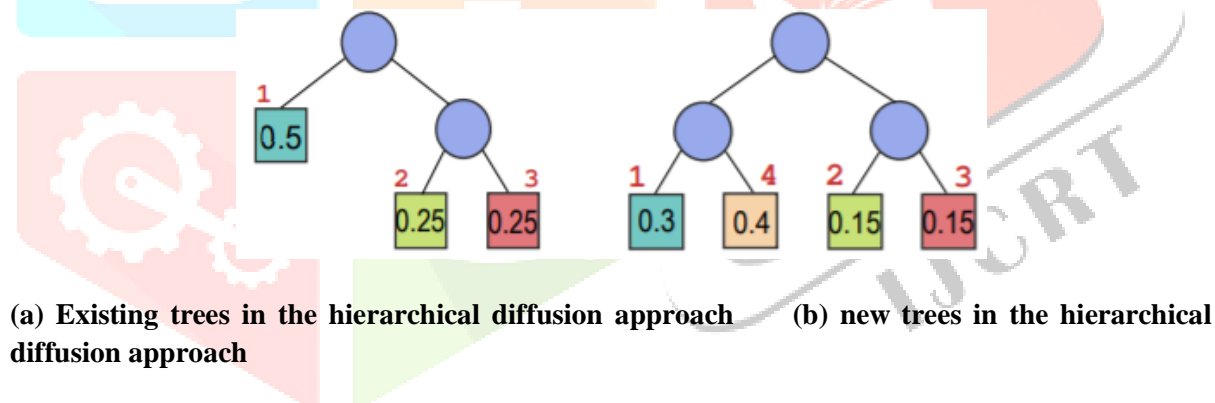 1
0.5
2 3
0.25 0.25
1 4 2 3
0.3 0.4 0.15 0.15
IJCRT
(a) Existing trees in the hierarchical diffusion approach (b) new trees in the hierarchical
diffusion approach